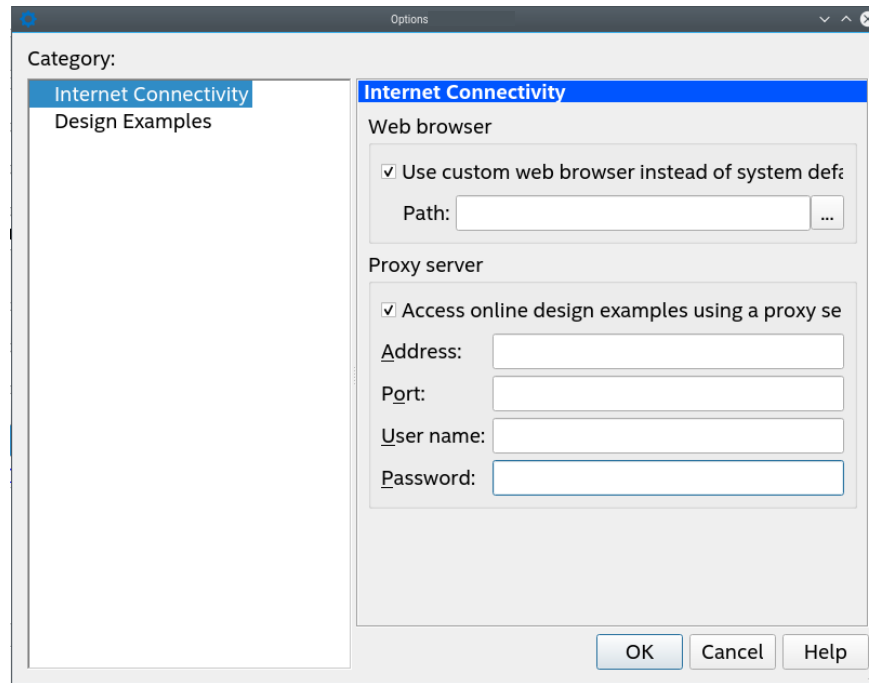 Options
Category:
Internet Connectivity
Design Examples
Internet Connectivity
Web browser
Use custom web browser instead of system defa
Path:
...
Proxy server
Access online design examples using a proxy se
Address:
Port:
User name:
Password:
OK Cancel Help